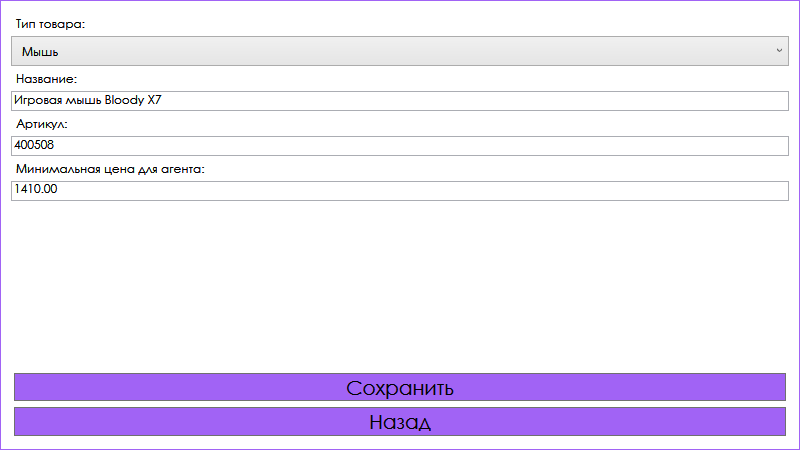 Тип товара:
Мышь
Название:
Игровая мышь Bloody X7
Артикул:
400508
Минимальная цена для агента:
1410.00
Сохранить
Назад